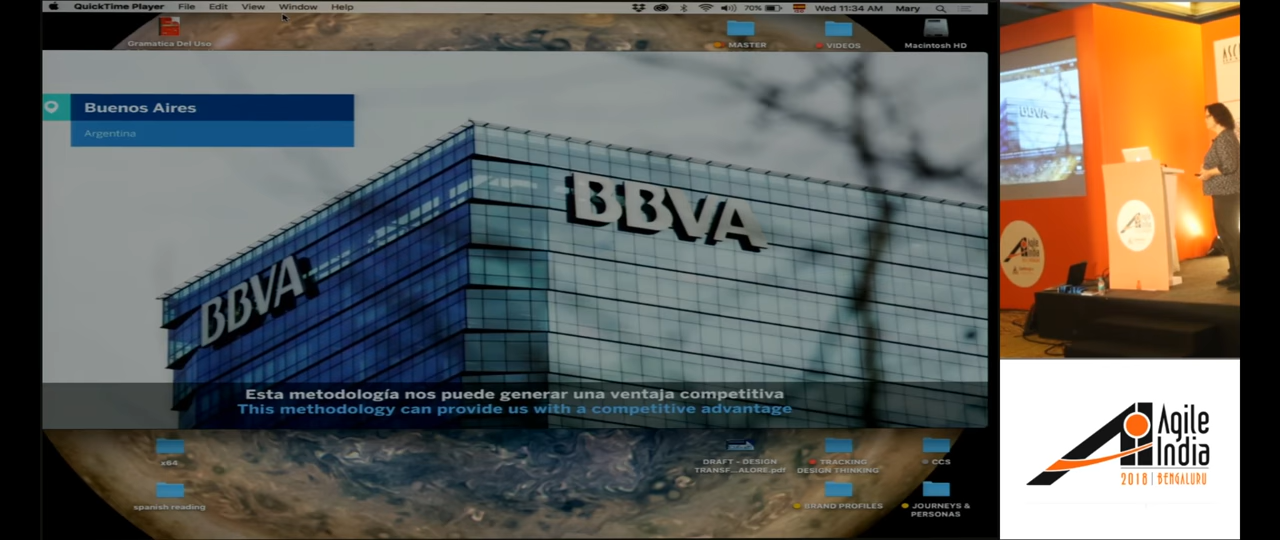 QuickTime Player File Edit View Window Help 70% Wed 11:34 AM Mary
Gramatica Del Uso
MASTER
VIDEOS
Macintosh HD
Buenos Aires
Argentina
BBVA
BBVA
Esta metodología nos puede generar una ventaja competitiva
This methodology can provide us with a competitive advantage
x64
DRAFT - DESIGN
TRANSF...ALORE.pdf
TRACKING -
DESIGN THINKING
CCS
spanish reading
BRAND PROFILES
JOURNEYS &
PERSONAS
BBVA
Agile
India
Agile
India
2018 | BENGALURU